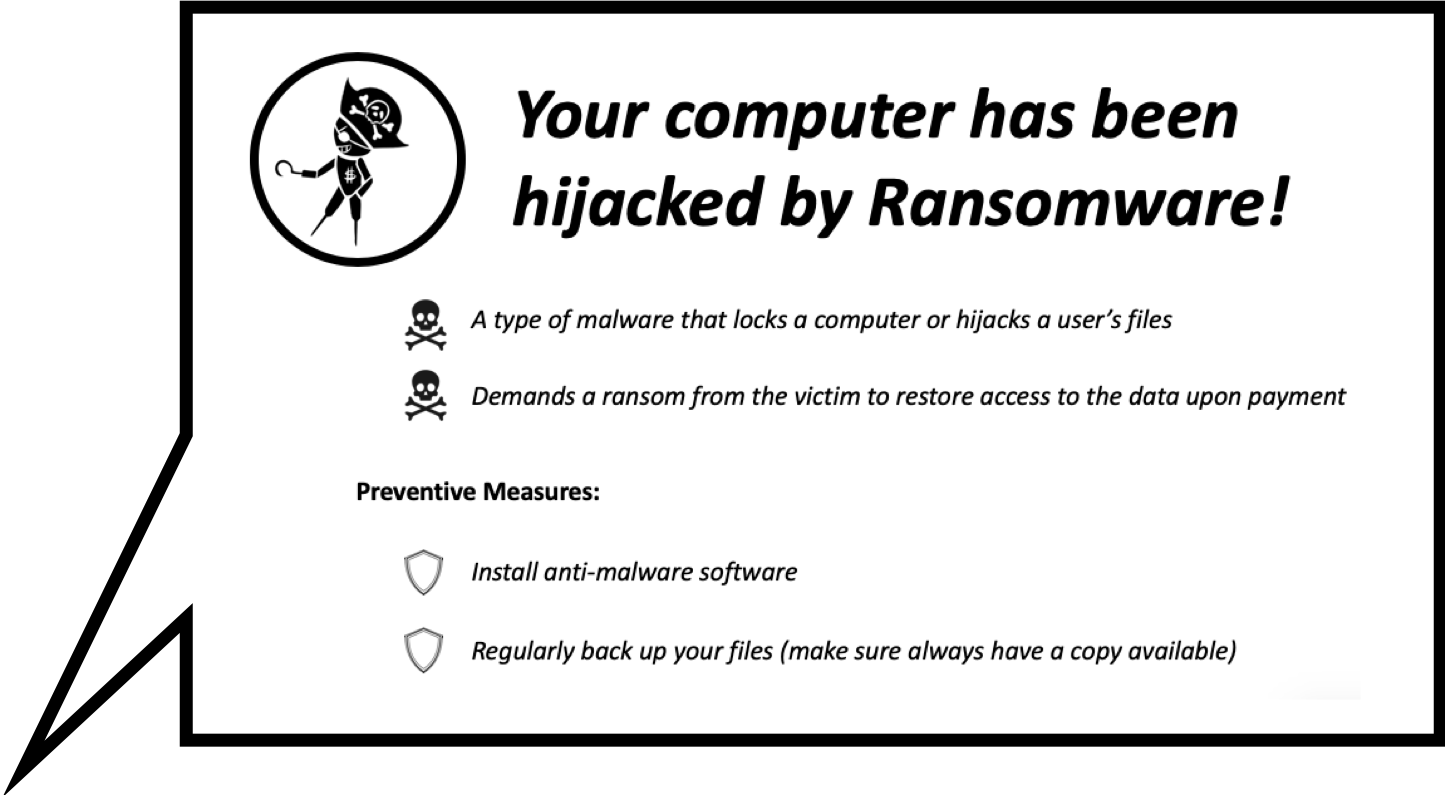 Your computer has been
hijacked by Ransomware!
A type of malware that locks a computer or hijacks a user’s files
Demands a ransom from the victim to restore access to the data upon payment
Preventive Measures:
Install anti-malware software
Regularly back up your files (make sure always have a copy available)